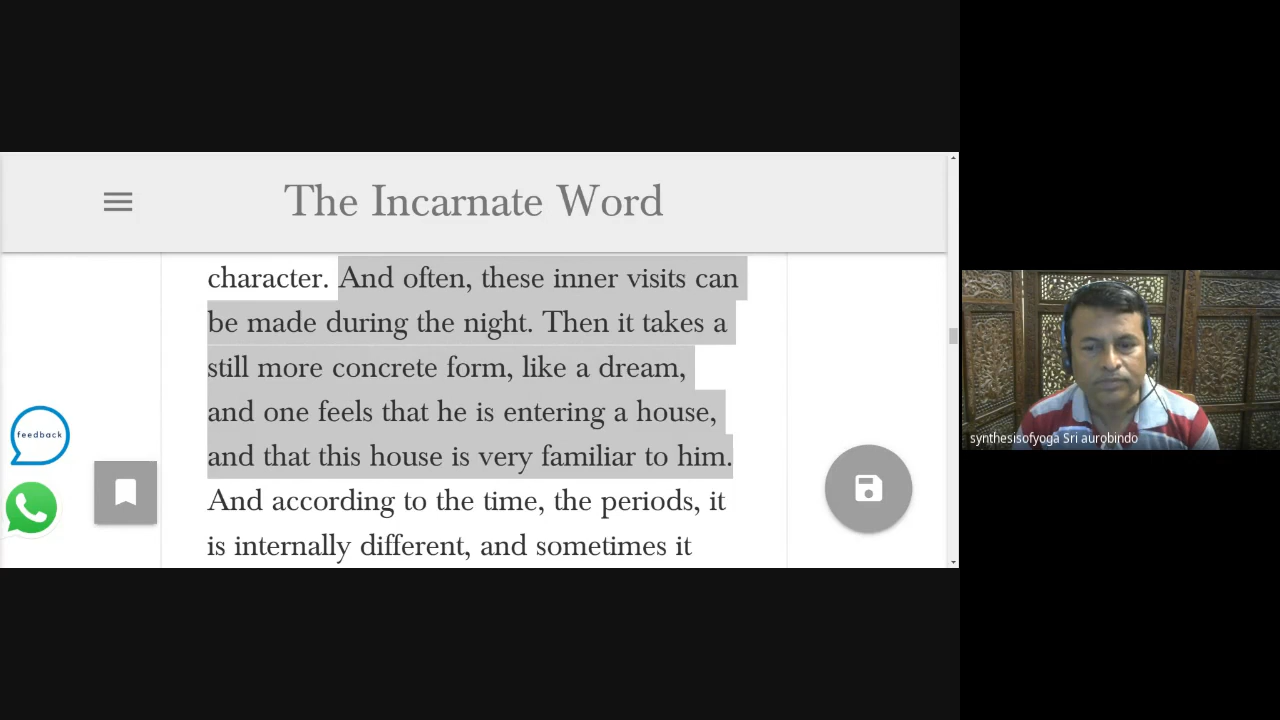 The Incarnate Word
character. And often, these inner visits can
be made during the night. Then it takes a
still more concrete form, like a dream,
and one feels that he is entering a house,
and that this house is very familiar to him.
And according to the time, the periods, it
is internally different, and sometimes it
feedback
synthesisofyoga Sri aurobindo